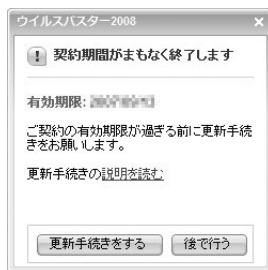 ウイルスバスター2008
契約期間がまもなく終了します
有効期限:
ご契約の有効期限が過ぎる前に更新手続
きをお願いします。
更新手続きの説明を読む
更新手続きをする
後で行う